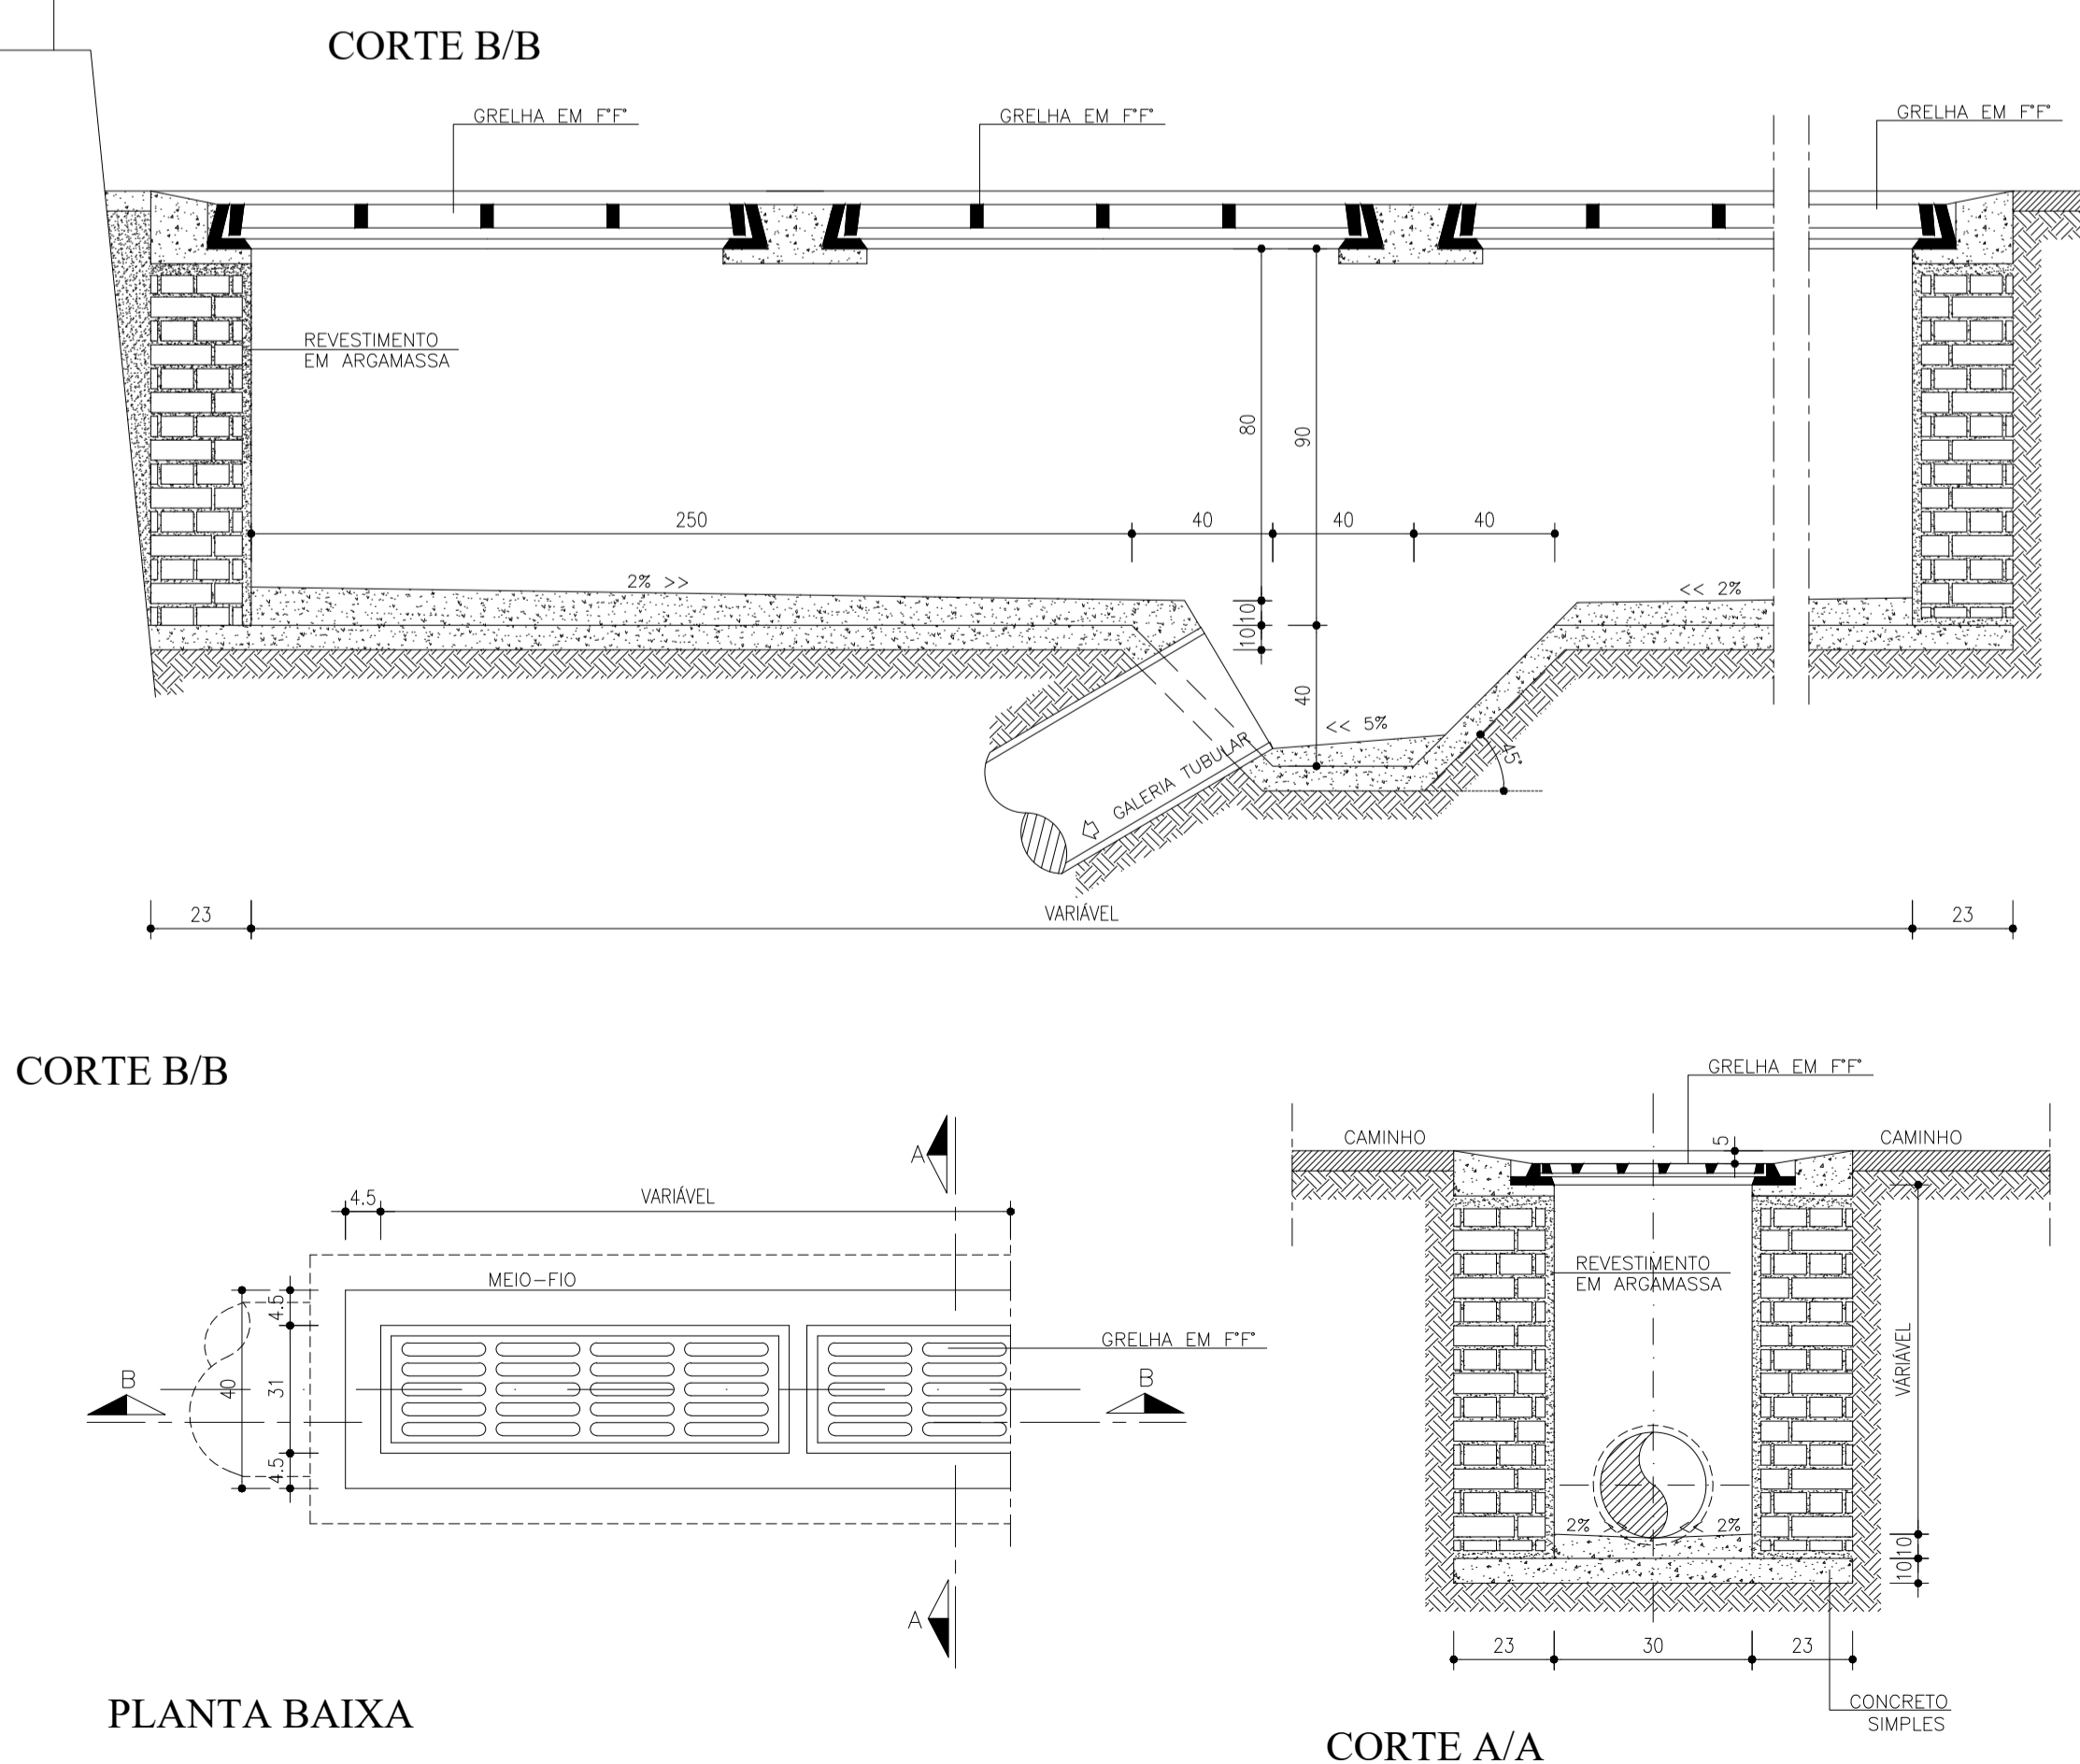 CORTE B/B
GRELHA EM F°F°
GRELHA EM F°F°
GRELHA EM F°F°
REVESTIMENTO
EM ARGAMASSA
80
90
250
40
40
40
2% >>
<< 2%
10
10
40
<< 5%
45°
GALERIA TUBULAR
23
VARIÁVEL
23
CORTE B/B
A
4.5
VARIÁVEL
MEIO-FIO
4.5
GRELHA EM F°F°
B
40
31
B
4.5
A
PLANTA BAIXA
GRELHA EM F°F°
CAMINHO
5
CAMINHO
REVESTIMENTO
EM ARGAMASSA
VÁRIÁVEL
2% >>
<< 2%
10
10
23
30
23
CONCRETO
SIMPLES
CORTE A/A